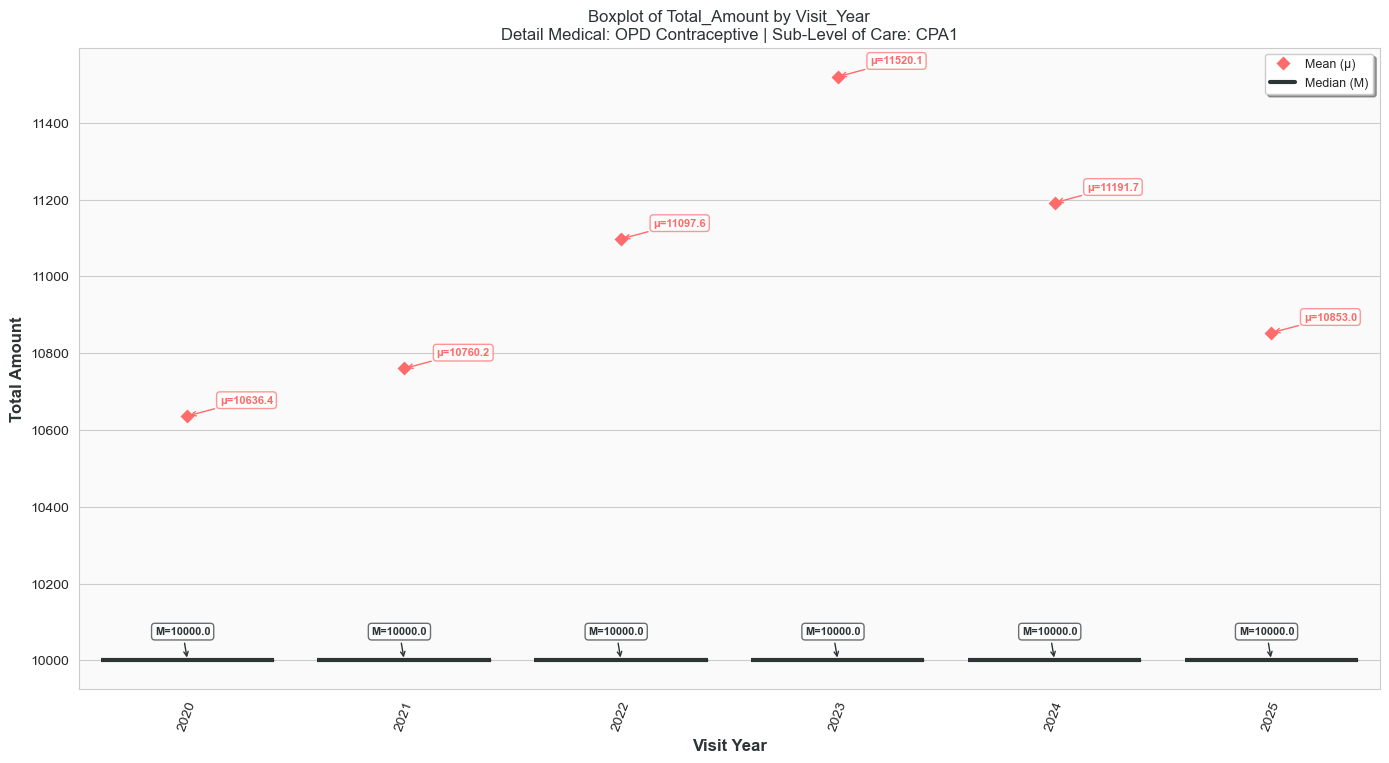 Boxplot of Total_Amount by Visit_Year
Detail Medical: OPD Contraceptive | Sub-Level of Care: CPA1
Mean (μ)
Median (M)
Total Amount
11400
11200
11000
10800
10600
10400
10200
10000
μ=10636.4
μ=10760.2
μ=11097.6
μ=11520.1
μ=11191.7
μ=10853.0
M=10000.0
M=10000.0
M=10000.0
M=10000.0
M=10000.0
M=10000.0
2020
2021
2022
2023
2024
2025
Visit Year